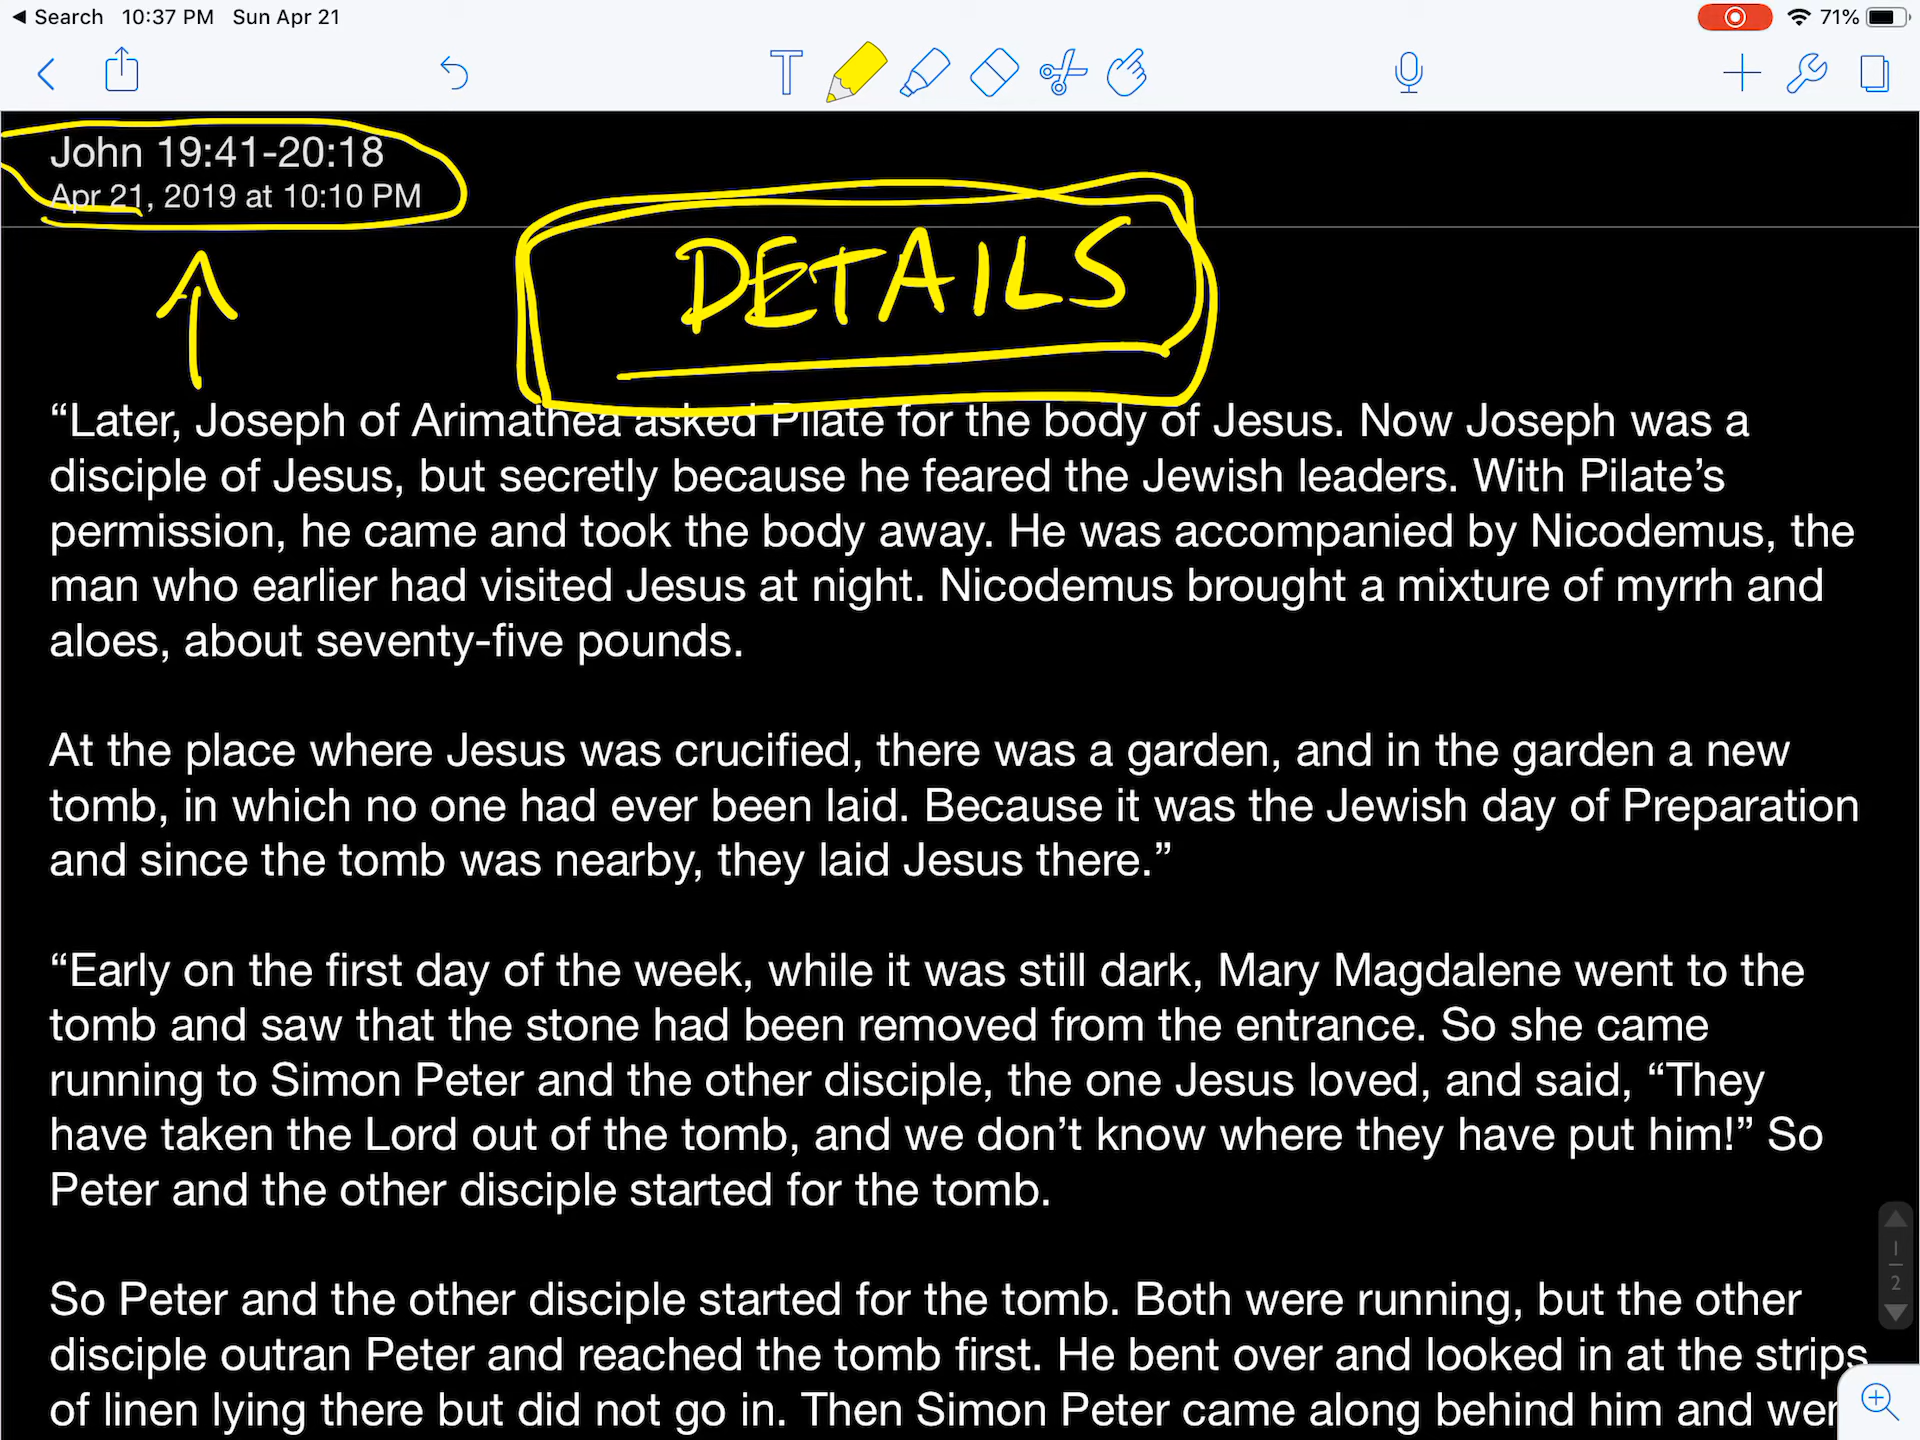 Search 10:37 PM Sun Apr 21 71%
T
John 19:41-20:18
Apr 21, 2019 at 10:10 PM
DETAILS
“Later, Joseph of Arimathea asked Pilate for the body of Jesus. Now Joseph was a
disciple of Jesus, but secretly because he feared the Jewish leaders. With Pilate’s
permission, he came and took the body away. He was accompanied by Nicodemus, the
man who earlier had visited Jesus at night. Nicodemus brought a mixture of myrrh and
aloes, about seventy-five pounds.
At the place where Jesus was crucified, there was a garden, and in the garden a new
tomb, in which no one had ever been laid. Because it was the Jewish day of Preparation
and since the tomb was nearby, they laid Jesus there.”
“Early on the first day of the week, while it was still dark, Mary Magdalene went to the
tomb and saw that the stone had been removed from the entrance. So she came
running to Simon Peter and the other disciple, the one Jesus loved, and said, “They
have taken the Lord out of the tomb, and we don’t know where they have put him!” So
Peter and the other disciple started for the tomb.
So Peter and the other disciple started for the tomb. Both were running, but the other
disciple outran Peter and reached the tomb first. He bent over and looked in at the strips
of linen lying there but did not go in. Then Simon Peter came along behind him and wen
1
2